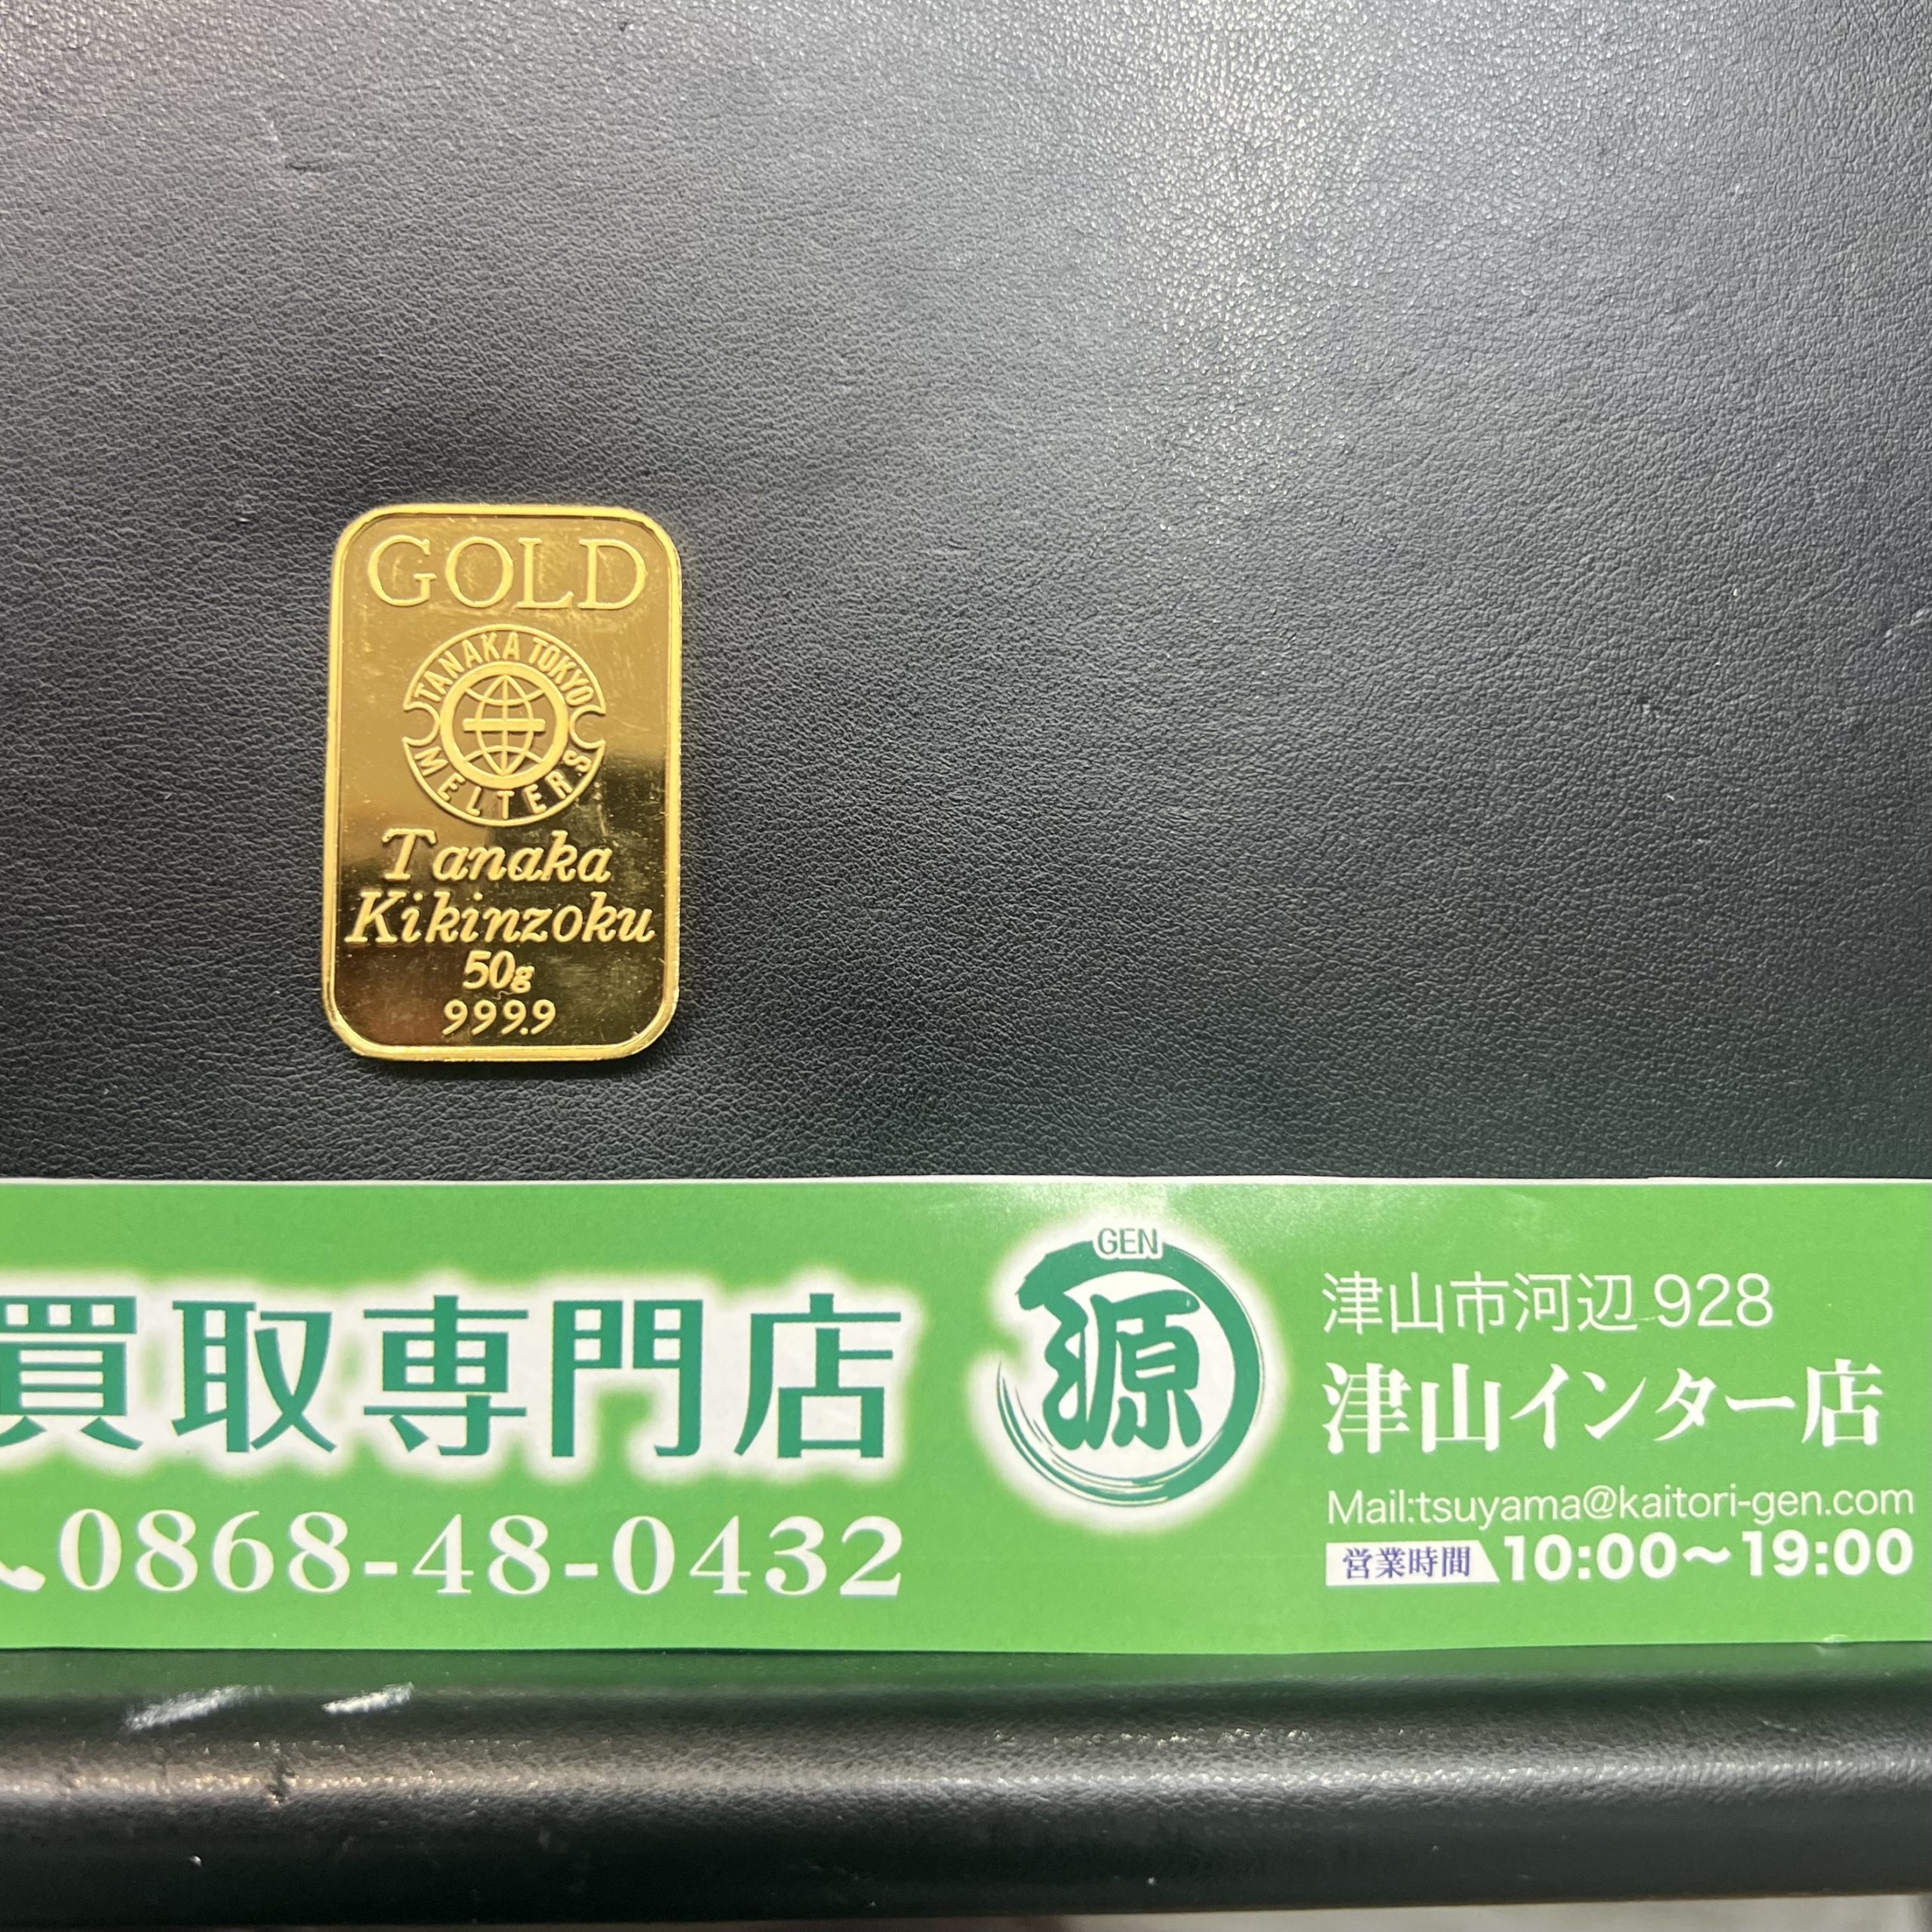 GOLD
TANAKA TOKYO
MELTERS
Tanaka
Kikinzoku
50g
999.9
買取専門店
0868-48-0432
GEN
源
津山市河辺 928
津山インター店
Mail:tsuyama@kaitori-gen.com
営業時間 10:00～19:00